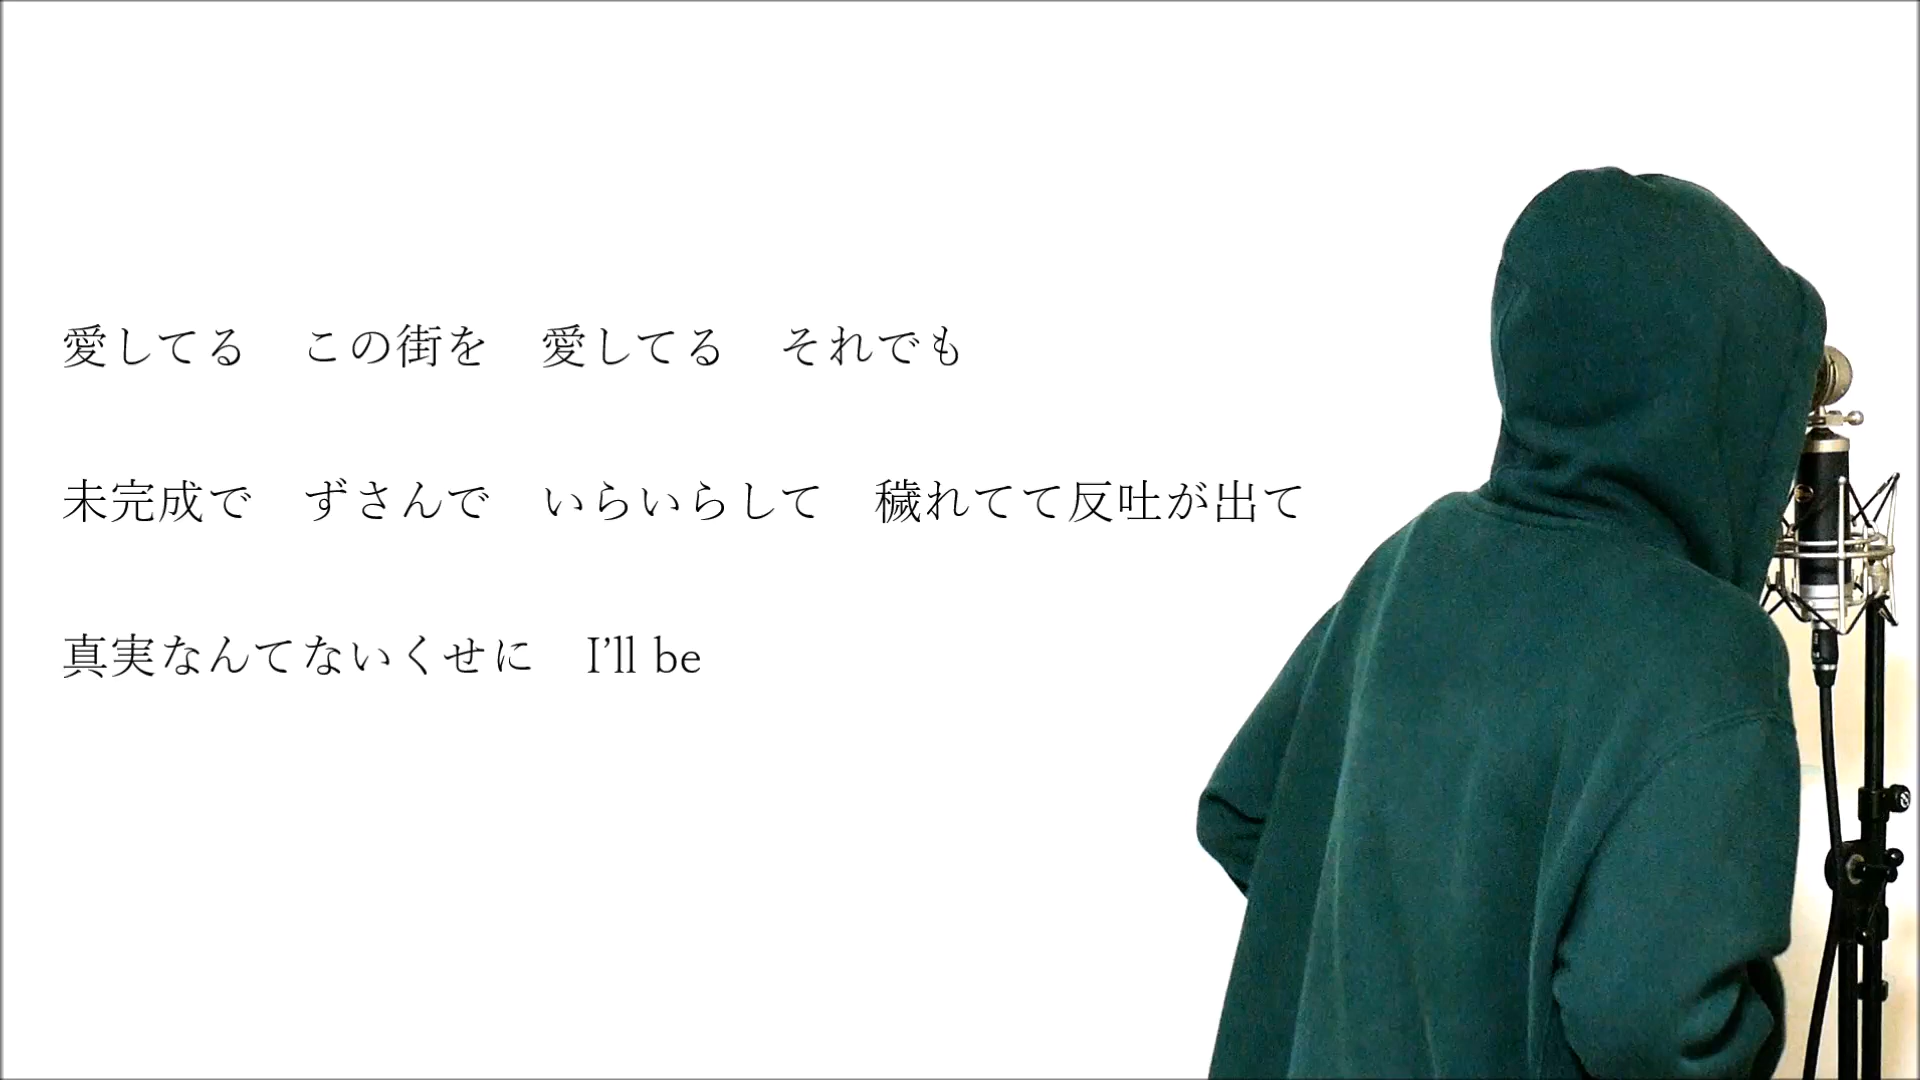 愛してる　この街を　愛してる　それでも
未完成で　ずさんで　いらいらして　穢れてて反吐が出て
真実なんてないくせに　I’ll be